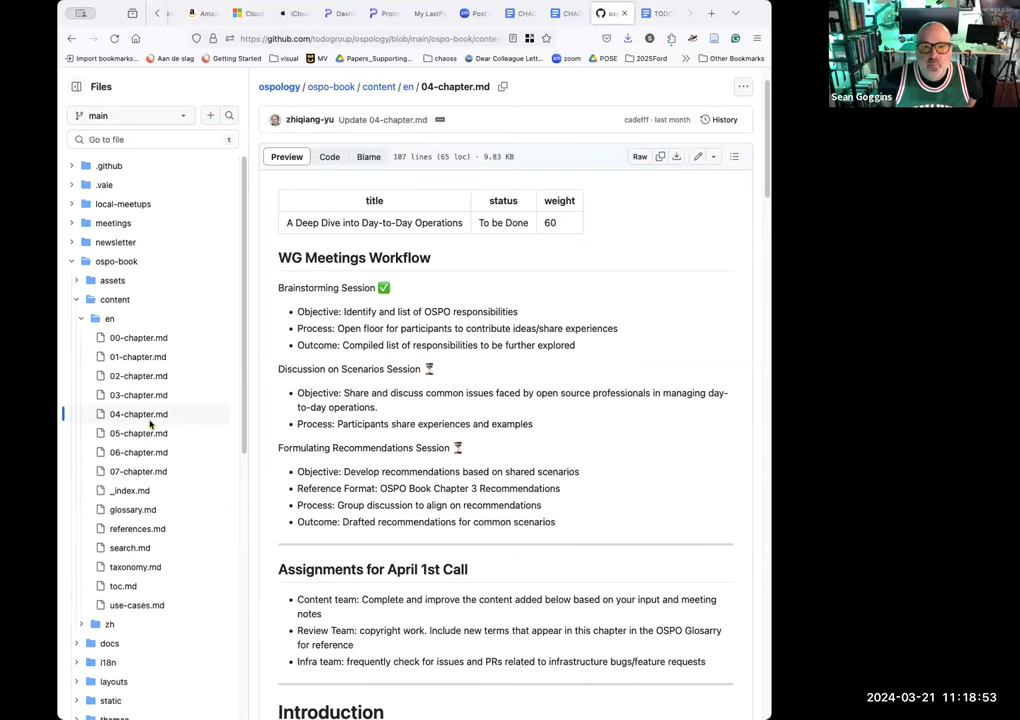 Ama
Cloud
iClou
Dash
Proto
My LastP
Post
CHAO
CHAO
osp
TODO
https://github.com/todogroup/ospology/blob/main/ospo-book/conte
Import bookmarks...
Aan de slag
Getting Started
visual
MV
Papers_Supporting...
chaoss
Dear Colleague Lett...
zoom
POSE
2025Ford
Other Bookmarks
Files
main
Go to file
t
.github
.vale
local-meetups
meetings
newsletter
ospo-book
assets
content
en
00-chapter.md
01-chapter.md
02-chapter.md
03-chapter.md
04-chapter.md
05-chapter.md
06-chapter.md
07-chapter.md
_index.md
glossary.md
references.md
search.md
taxonomy.md
toc.md
use-cases.md
zh
docs
i18n
layouts
static
themes
ospology / ospo-book / content / en / 04-chapter.md
zhiqiang-yu Update 04-chapter.md
cadefff · last month
History
Preview
Code
Blame
107 lines (65 loc) · 9.83 KB
Raw
title status weight
A Deep Dive into Day-to-Day Operations To be Done 60
WG Meetings Workflow
Brainstorming Session ✅
• Objective: Identify and list of OSPO responsibilities
• Process: Open floor for participants to contribute ideas/share experiences
• Outcome: Compiled list of responsibilities to be further explored
Discussion on Scenarios Session ⏳
• Objective: Share and discuss common issues faced by open source professionals in managing day-
to-day operations.
• Process: Participants share experiences and examples
Formulating Recommendations Session ⏳
• Objective: Develop recommendations based on shared scenarios
• Reference Format: OSPO Book Chapter 3 Recommendations
• Process: Group discussion to align on recommendations
• Outcome: Drafted recommendations for common scenarios
Assignments for April 1st Call
• Content team: Complete and improve the content added below based on your input and meeting
notes
• Review Team: copyright work. Include new terms that appear in this chapter in the OSPO Glosarry
for reference
• Infra team: frequently check for issues and PRs related to infrastructure bugs/feature requests
Introduction
Sean Goggins
2024-03-21 11:18:53